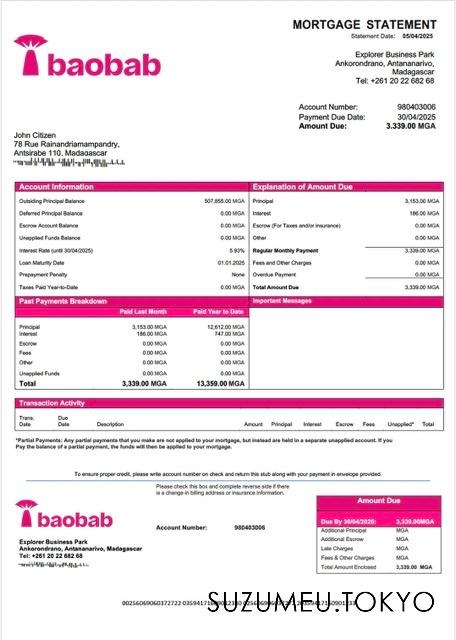 MORTGAGE STATEMENT
Statement Date: 05/04/2025
baobab
Explorer Business Park
Ankorondrano, Antananarivo,
Madagascar
Tel: +261 20 22 682 68
Account Number: 980403006
Payment Due Date: 30/04/2025
Amount Due: 3.339.00 MGA
John Citizen
78 Rue Rainandriamampandry,
Antsirabe 110, Madagascar
Account Information
Outsiding Principal Balance 507,855.00 MGA
Deferred Principal Balance 0.00 MGA
Escrow Account Balance 0.00 MGA
Unapplied Funds Balance 0.00 MGA
Interest Rate (until 30/04/2025) 5.93%
Loan Maturity Date 01.01.2025
Prepayment Penalty None
Taxes Paid Year-to-Date 0.00 MGA
Explanation of Amount Due
Principal 3,153.00 MGA
Interest 186.00 MGA
Escrow (For Taxes and/or insurance) 0.00 MGA
Other 0.00 MGA
Regular Monthly Payment 3,339.00 MGA
Fees and Other Charges 0.00 MGA
Overdue Payment 0.00 MGA
Total Amount Due 3,339.00 MGA
Past Payments Breakdown
Paid Last Month Paid Year to Date
Principal 3,153.00 MGA 12,612.00 MGA
Interest 186.00 MGA 747.00 MGA
Escrow 0.00 MGA 0.00 MGA
Fees 0.00 MGA 0.00 MGA
Other 0.00 MGA 0.00 MGA
Unapplied Funds 0.00 MGA 0.00 MGA
Total 3,339.00 MGA 13,359.00 MGA
Important Messages
Transaction Activity
Trans. Date Due Date Description Amount Principal Interest Escrow Fees Unapplied* Total
*Partial Payments: Any partial payments that you make are not applied to your mortgage, but instead are held in a separate unapplied account. If you
Pay the balance of a partial payment, the funds will then be applied to your mortgage.
To ensure proper credit, please write account number on check and return this stub along with your payment in envelope provided.
Please check this box and complete reverse side if there
is a change in billing address or insurance information.
baobab
Account Number: 980403006
Explorer Business Park
Ankorondrano, Antananarivo, Madagascar
Tel: +261 20 22 682 68
Amount Due
Due By 30/04/2025: 3,339.00MGA
Additional Principal MGA
Additional Escrow MGA
Late Charges MGA
Fees & Other Charges MGA
Total Amount Enclosed 3,339.00 MGA
SUZUMEU.TOKYO